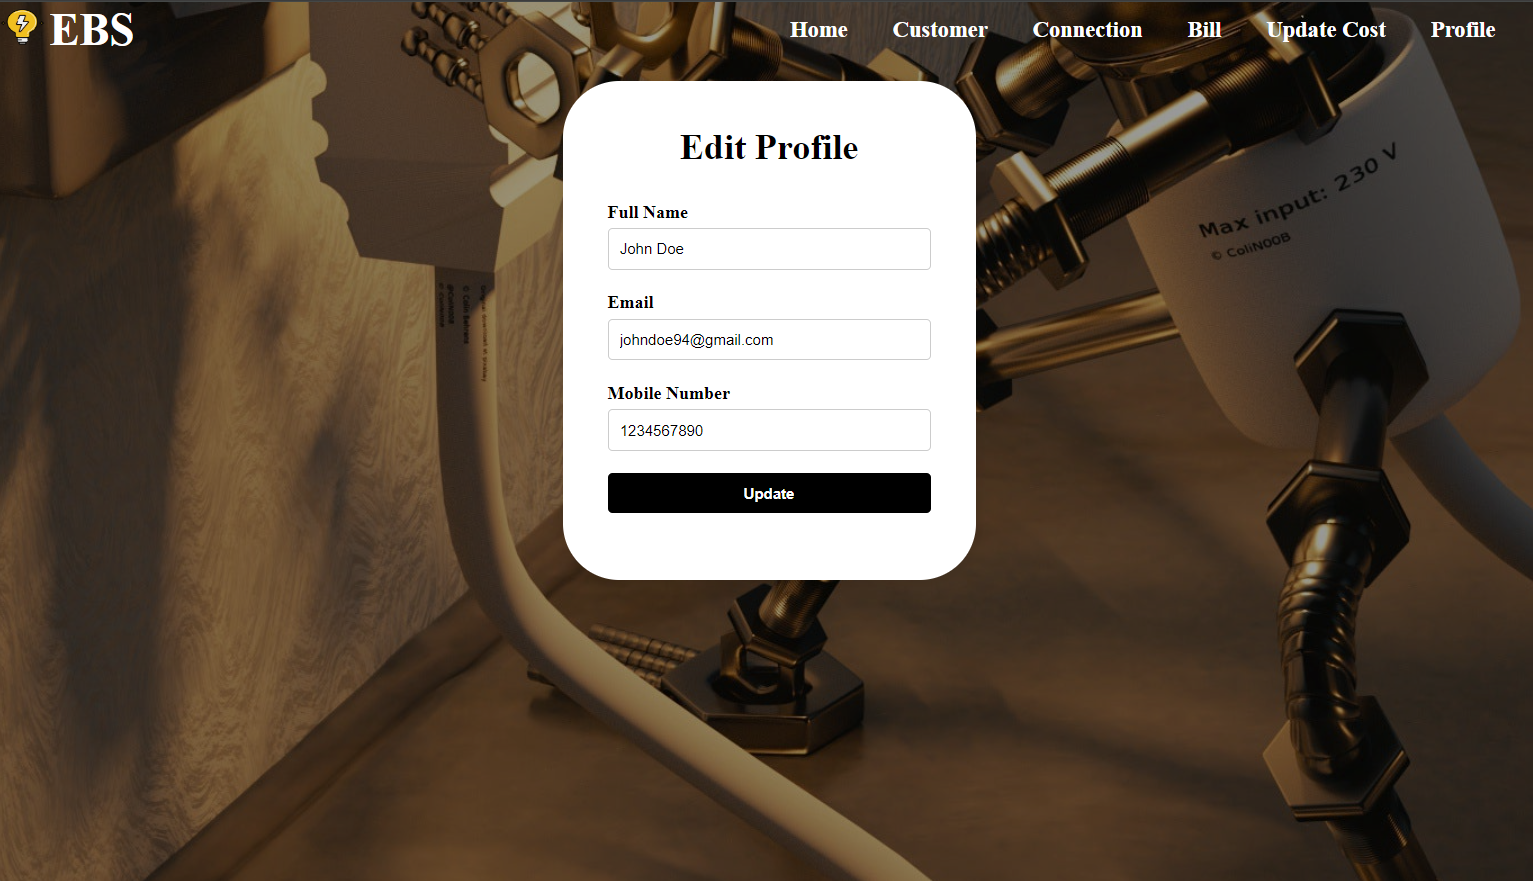 EBS
Home Customer Connection Bill Update Cost Profile
Edit Profile
Full Name
John Doe
Email
johndoe94@gmail.com
Mobile Number
1234567890
Update
Max input: 230 V
© ColiN00B